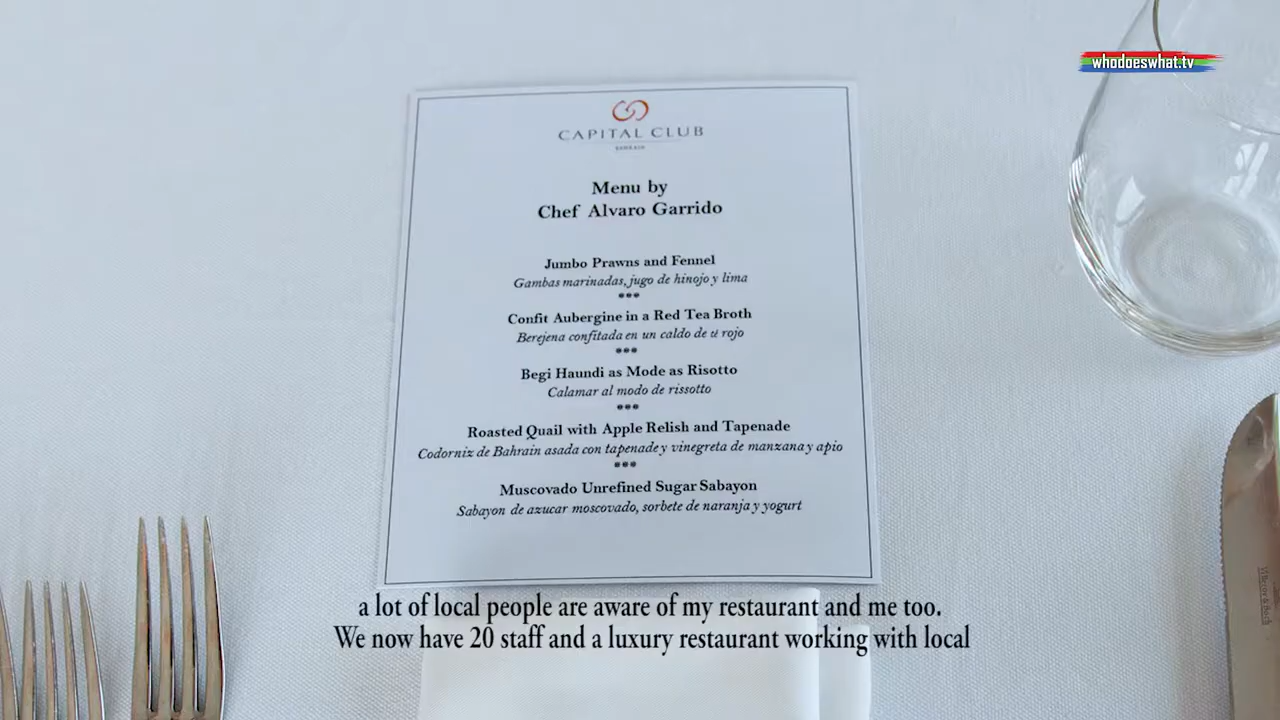 whodoeswhat.tv
CAPITAL CLUB
BAHRAIN
Menu by
Chef Alvaro Garrido
Jumbo Prawns and Fennel
Gambas marinadas, jugo de hinojo y lima
***
Confit Aubergine in a Red Tea Broth
Berejena confitada en un caldo de té rojo
***
Begi Haundi as Mode as Risotto
Calamar al modo de rissotto
***
Roasted Quail with Apple Relish and Tapenade
Codorniz de Bahrain asada con tapenade y vinegreta de manzana y apio
***
Muscovado Unrefined Sugar Sabayon
Sabayon de azucar moscovado, sorbete de naranja y yogurt
a lot of local people are aware of my restaurant and me too.
We now have 20 staff and a luxury restaurant working with local